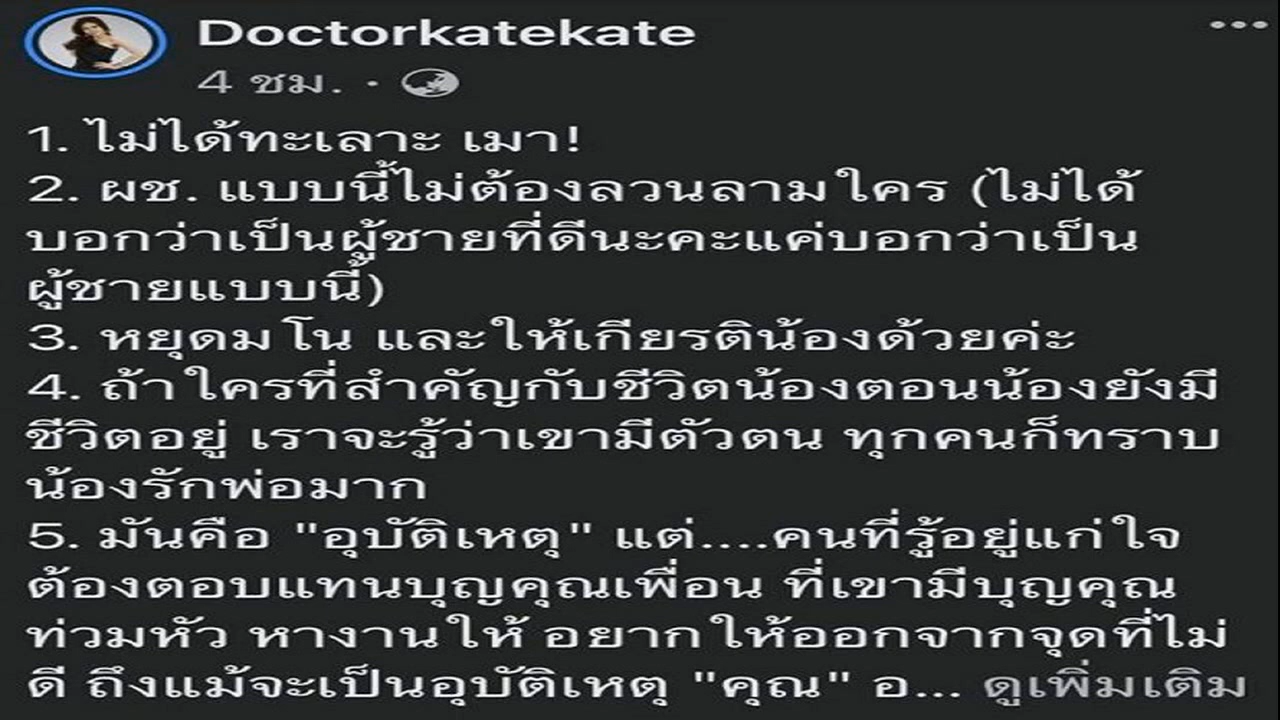 Doctorkatekate
4 ชม. ·
1. ไม่ได้ทะเลาะ เมา!
2. ผช. แบบนี้ไม่ต้องลวนลามใคร (ไม่ได้
บอกว่าเป็นผู้ชายที่ดีนะคะแค่บอกว่าเป็น
ผู้ชายแบบนี้)
3. หยุดมโน และให้เกียรติน้องด้วยค่ะ
4. ถ้าใครที่สำคัญกับชีวิตน้องตอนน้องยังมี
ชีวิตอยู่ เราจะรู้ว่าเขามีตัวตน ทุกคนก็ทราบ
น้องรักพ่อมาก
5. มันคือ "อุบัติเหตุ" แต่....คนที่รู้อยู่แก่ใจ
ต้องตอบแทนบุญคุณเพื่อน ที่เขามีบุญคุณ
ท่วมหัว หางานให้ อยากให้ออกจากจุดที่ไม่
ดี ถึงแม้จะเป็นอุบัติเหตุ "คุณ" อ... ดูเพิ่มเติม